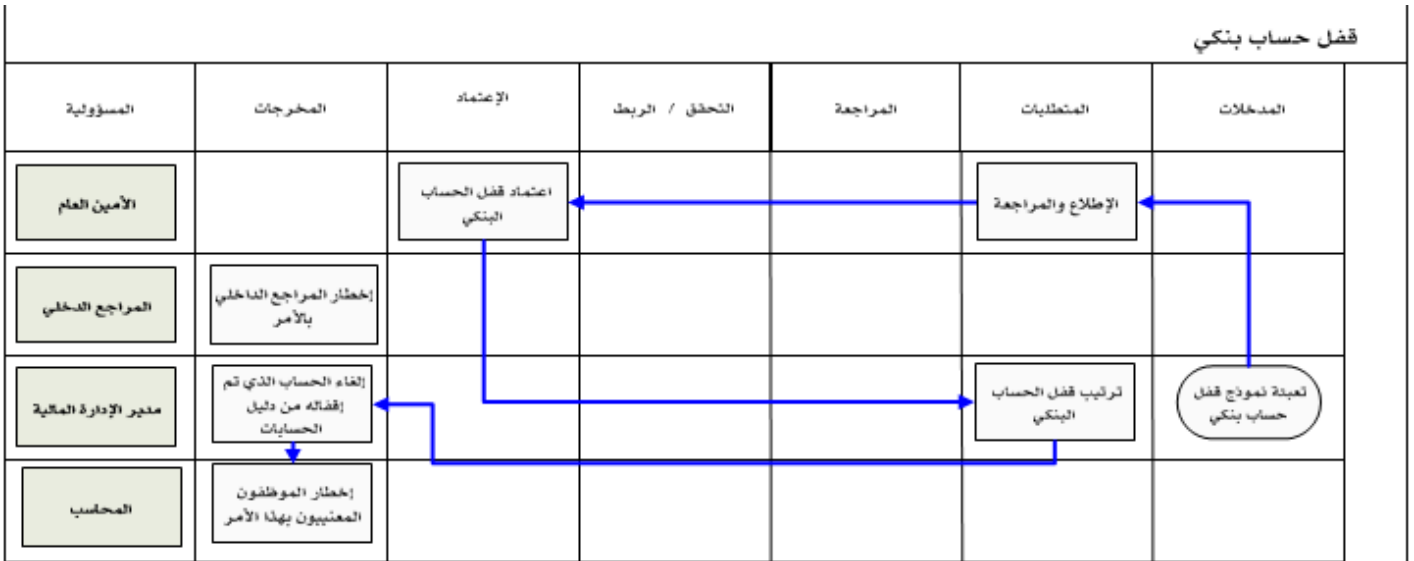 قفل حساب بنكي
المدخلات
المتطلبات
المراجعة
التحقق / الربط
الإعتماد
المخرجات
المسؤولية
الإطلاع والمراجعة
اعتماد قفل الحساب
البنكي
الأمين العام
إخطار المراجع الداخلي
بالأمر
المراجع الدخلي
تعبئة نموذج قفل
حساب بنكي
ترتيب قفل الحساب
البنكي
إلغاء الحساب الذي تم
إقفاله من دليل
الحسابات
مدير الإدارة المالية
إخطار الموظفون
المعنييون بهذا الأمر
المحاسب